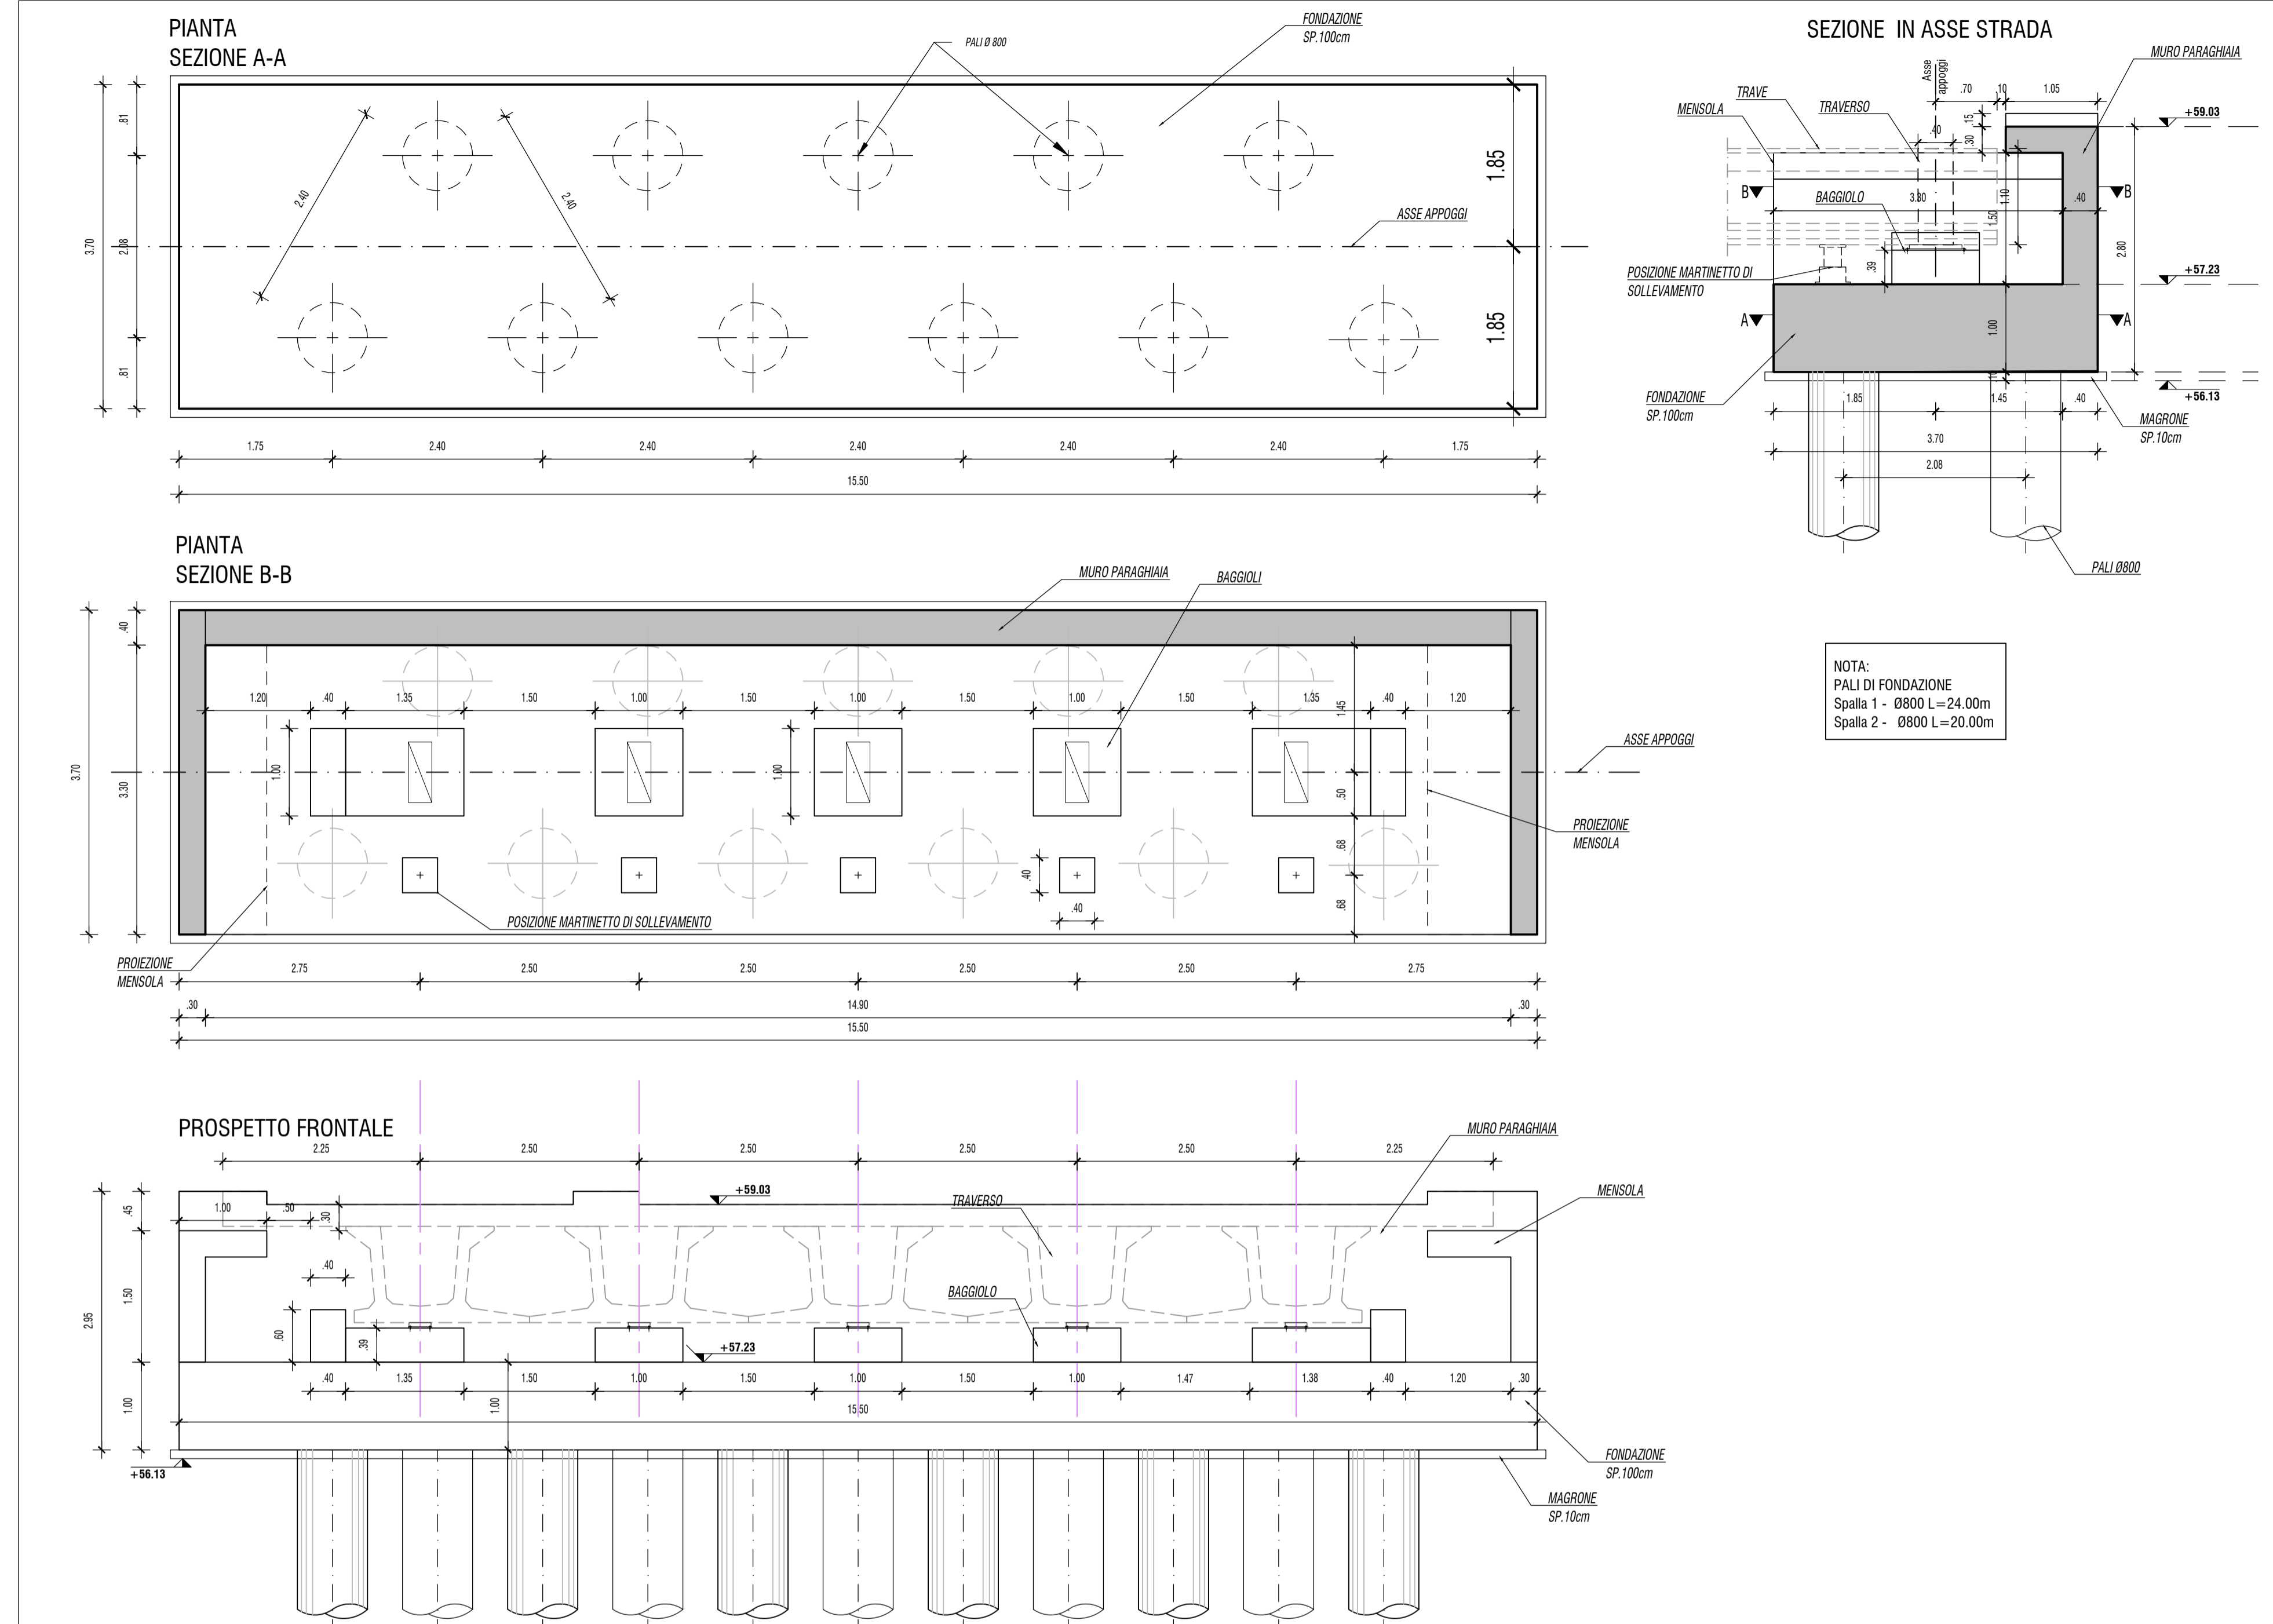 PIANTA
SEZIONE A-A
PALI Ø 800
FONDAZIONE
SP.100cm
.81
2.08
.81
3.70
2.40
2.40
1.85
1.85
ASSE APPOGGI
1.75
2.40
2.40
2.40
2.40
2.40
1.75
15.50
SEZIONE IN ASSE STRADA
MURO PARAGHIAIA
Asse
appoggi
.70
.10
1.05
TRAVE
MENSOLA
TRAVERSO
.40
.15
.30
+59.03
B
B
BAGGIOLO
3.30
1.10
1.50
.40
2.80
.39
POSIZIONE MARTINETTO DI
SOLLEVAMENTO
+57.23
A
A
1.00
.10
FONDAZIONE
SP.100cm
1.85
1.45
.40
+56.13
MAGRONE
SP.10cm
3.70
2.08
PALI Ø800
PIANTA
SEZIONE B-B
MURO PARAGHIAIA
BAGGIOLI
.40
3.30
3.70
1.20
.40
1.35
1.50
1.00
1.50
1.00
1.50
1.00
1.50
1.35
.40
1.20
1.45
1.00
1.00
.50
.68
.68
.40
.40
ASSE APPOGGI
PROIEZIONE
MENSOLA
POSIZIONE MARTINETTO DI SOLLEVAMENTO
PROIEZIONE
MENSOLA
2.75
2.50
2.50
2.50
2.50
2.75
.30
14.90
.30
15.50
NOTA:
PALI DI FONDAZIONE
Spalla 1 - Ø800 L=24.00m
Spalla 2 - Ø800 L=20.00m
PROSPETTO FRONTALE
MURO PARAGHIAIA
2.25
2.50
2.50
2.50
2.50
2.25
+59.03
TRAVERSO
MENSOLA
.45
1.50
1.00
2.95
1.00
.50
.30
.40
.60
.39
BAGGIOLO
+57.23
.40
1.35
1.50
1.00
1.50
1.00
1.50
1.00
1.47
1.38
.40
1.20
.30
1.00
15.50
+56.13
FONDAZIONE
SP.100cm
MAGRONE
SP.10cm